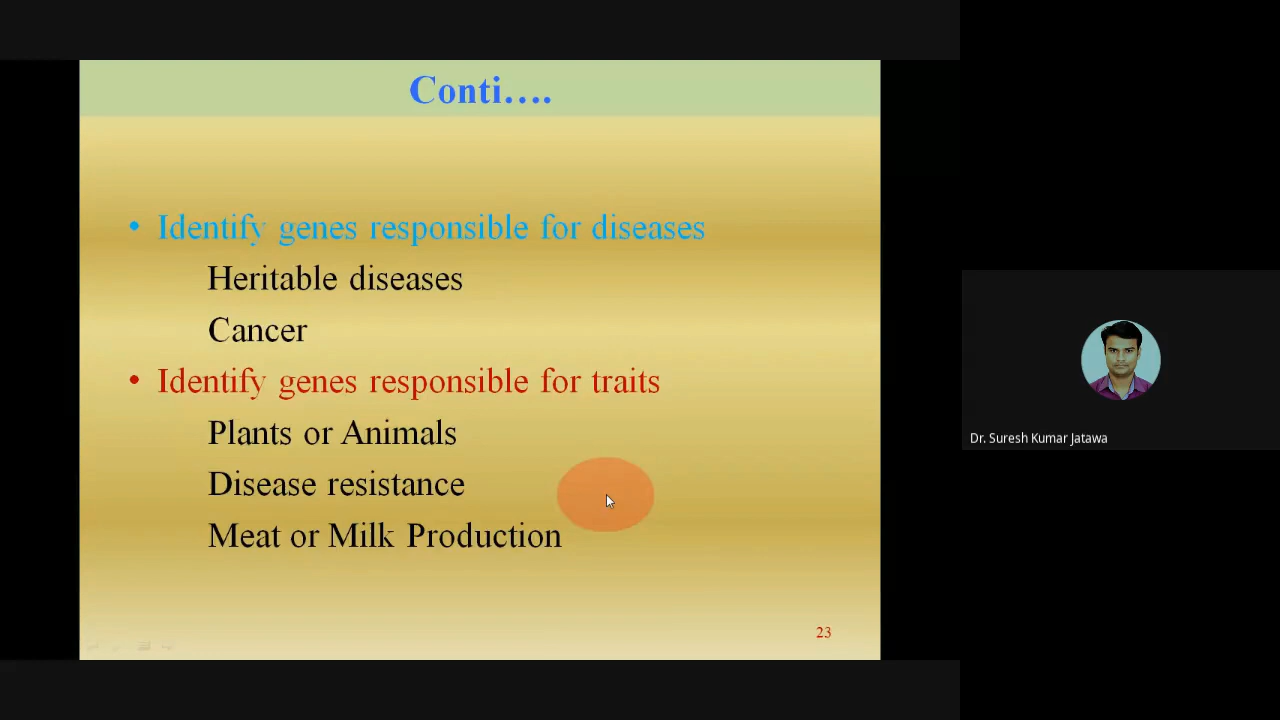 Conti….
• Identify genes responsible for diseases
Heritable diseases
Cancer
• Identify genes responsible for traits
Plants or Animals
Disease resistance
Meat or Milk Production
23
Dr. Suresh Kumar Jatawa